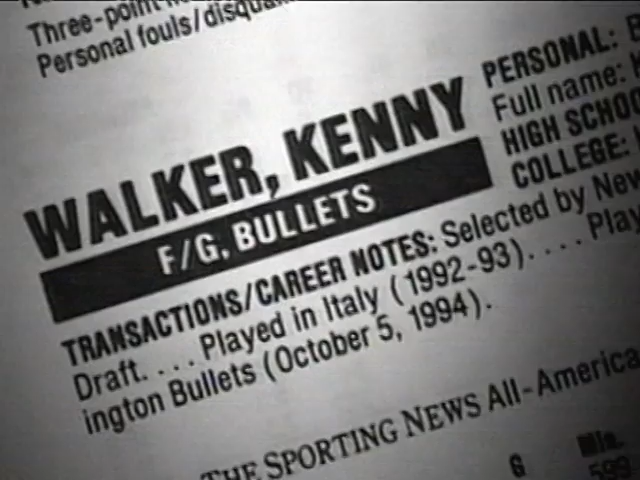 Three-point
Personal fouls/disqua
WALKER, KENNY
F/G, BULLETS
PERSONAL:
Full name:
HIGH SCHOO
COLLEGE:
TRANSACTIONS/CAREER NOTES: Selected by New
Draft. . . . Played in Italy (1992-93). . . . Play
ington Bullets (October 5, 1994).
THE SPORTING NEWS All-America
G Min.
599